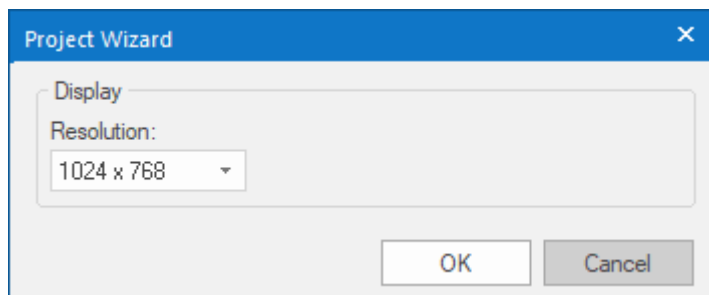 Project Wizard
Display
Resolution:
1024 x 768
OK Cancel